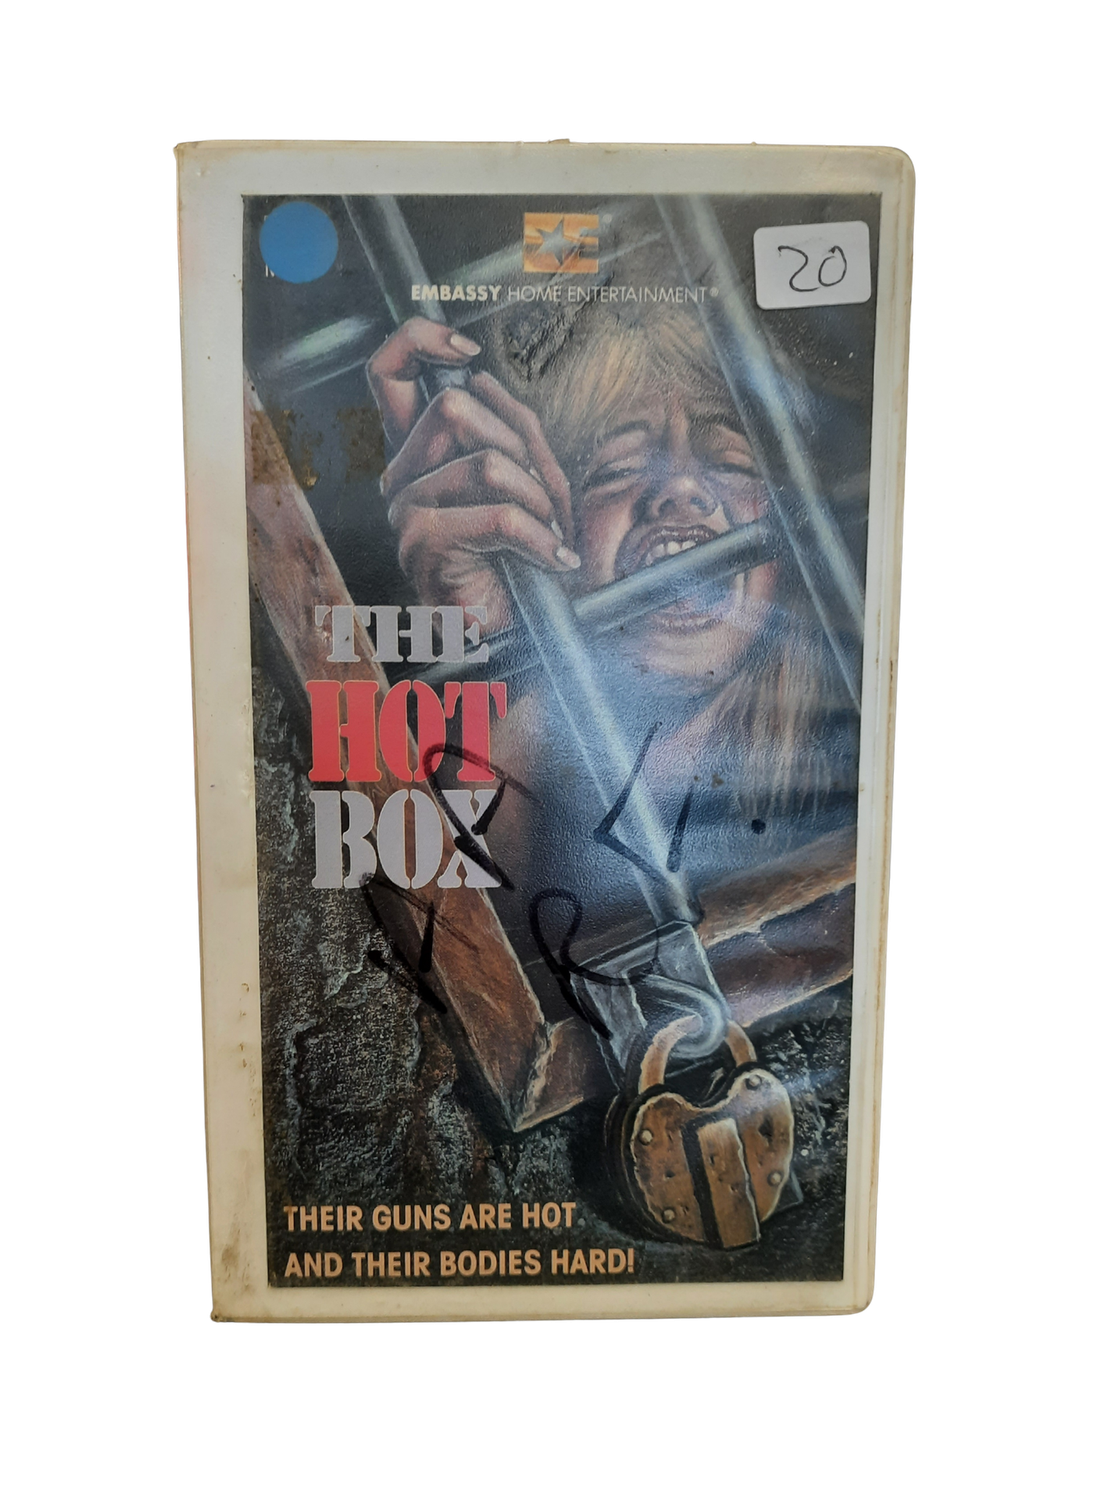 20
EMBASSY HOME ENTERTAINMENT®
THE
HOT
BOX
R
THEIR GUNS ARE HOT
AND THEIR BODIES HARD!